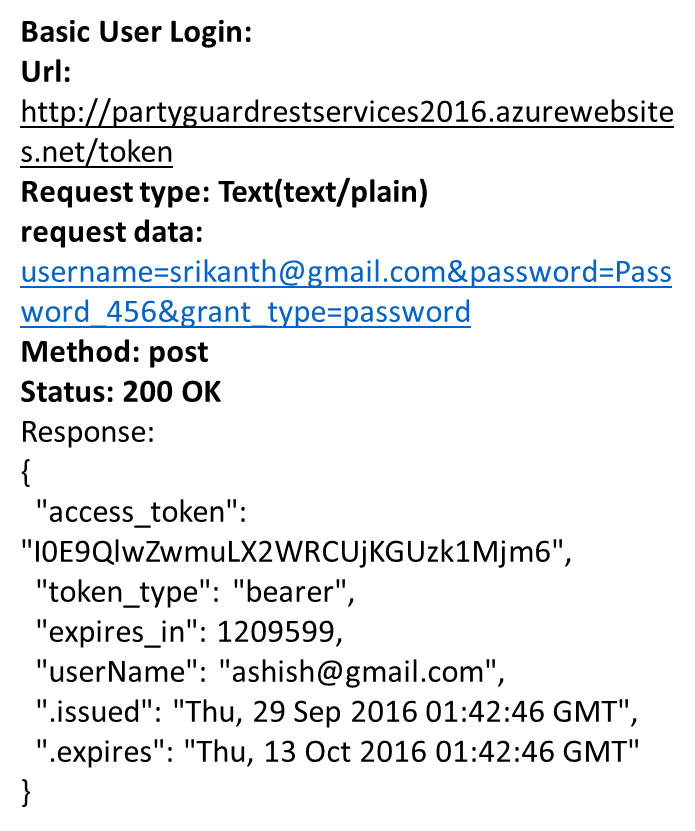 Basic User Login:
Url:
http://partyguardrestservices2016.azurewebsite
s.net/token
Request type: Text(text/plain)
request data:
username=srikanth@gmail.com&password=Pass
word_456&grant_type=password
Method: post
Status: 200 OK
Response:
{
"access_token":
"I0E9QlwZwmuLX2WRCUjKGUzk1Mjm6",
"token_type": "bearer",
"expires_in": 1209599,
"userName": "ashish@gmail.com",
".issued": "Thu, 29 Sep 2016 01:42:46 GMT",
".expires": "Thu, 13 Oct 2016 01:42:46 GMT"
}